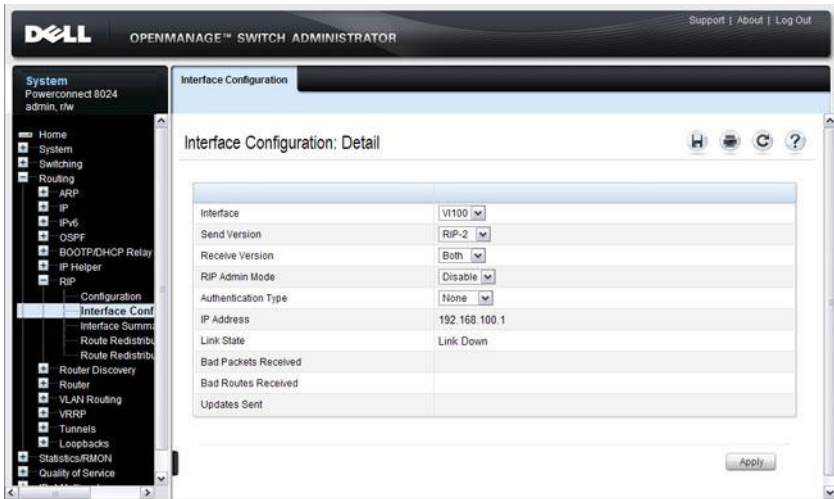 Support | About | Log Out
DELL OPENMANAGE™ SWITCH ADMINISTRATOR
System
Powerconnect 8024
admin, r/w
Home
System
Switching
Routing
ARP
IP
IPv6
OSPF
BOOTP/DHCP Relay
IP Helper
RIP
Configuration
Interface Conf
Interface Summa
Route Redistribu
Route Redistribu
Router Discovery
Router
VLAN Routing
VRRP
Tunnels
Loopbacks
Statistics/RMON
Quality of Service
Interface Configuration
Interface Configuration: Detail
Interface Vl100
Send Version RIP-2
Receive Version Both
RIP Admin Mode Disable
Authentication Type None
IP Address 192.168.100.1
Link State Link Down
Bad Packets Received
Bad Routes Received
Updates Sent
Apply